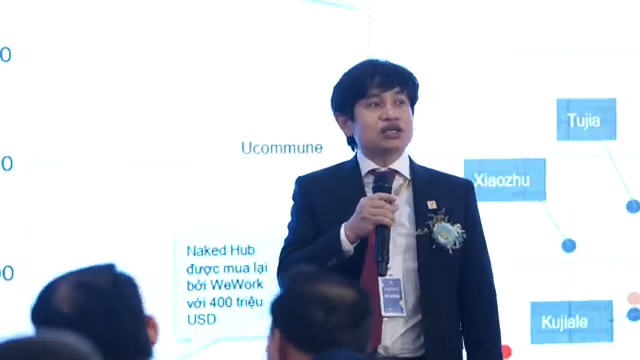 0
Tujia
0
Ucommune
Xiaozhu
Naked Hub
được mua lại
bởi WeWork
với 400 triệu
USD
00
Kujiale